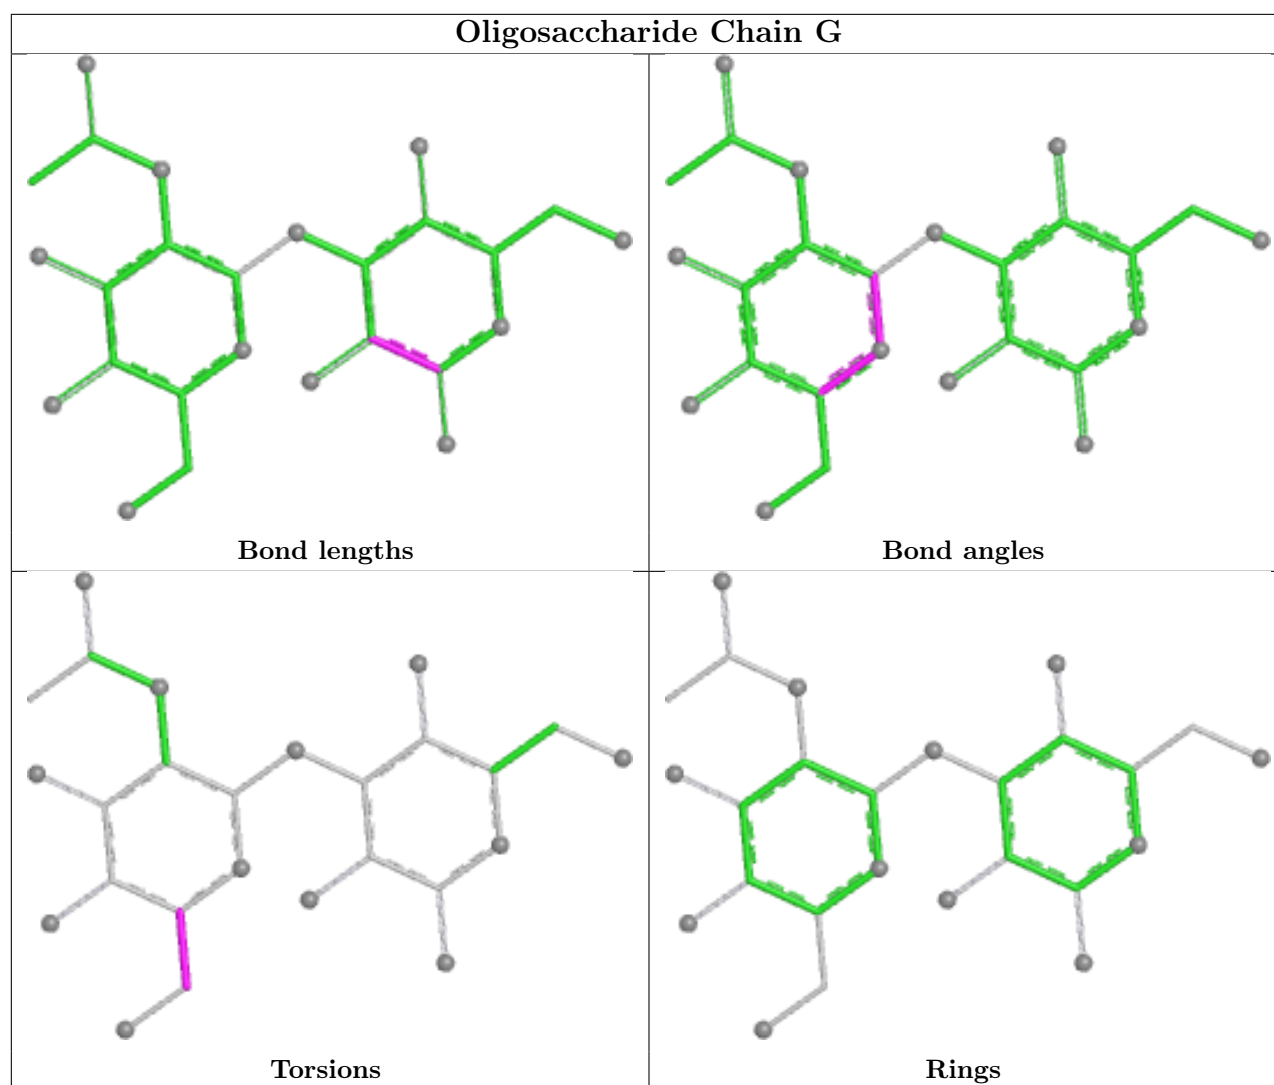 Oligosaccharide Chain G
Bond lengths
Bond angles
Torsions
Rings